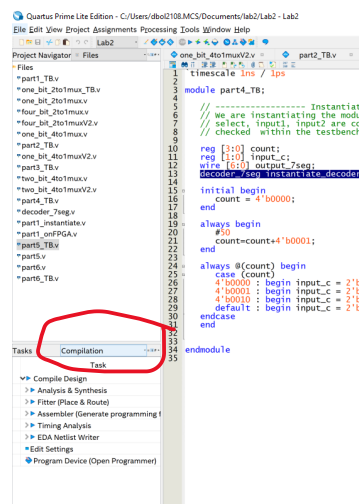 Quartus Prime Lite Edition - C:/Users/dbol2108.MCS/Documents/lab2/Lab2 - Lab2
File Edit View Project Assignments Processing Tools Window Help
Lab2
Project Navigator Files
one_bit_4to1muxV2.v
part2_TB.v
Files
part1_TB.v
one_bit_2to1mux_TB.v
one_bit_2to1mux.v
four_bit_2to1mux.v
four_bit_2to1muxV2.v
one_bit_4to1mux.v
part2_TB.v
one_bit_4to1muxV2.v
part3_TB.v
two_bit_4to1mux.v
two_bit_4to1muxV2.v
part4_TB.v
decoder_7seg.v
part1_instantiate.v
part1_onFPGA.v
part5_TB.v
part5.v
part6.v
part6_TB.v
1 `timescale 1ns / 1ps
2
3 module part4_TB;
4
5 // ------------------ Instantiat
6 // We are instantiating the modu
7 // select, input1, input2 are co
8 // checked within the testbench
9
10 reg [3:0] count;
11 reg [1:0] input_c;
12 wire [6:0] output_7seg;
13 decoder_7seg instantiate_decoder
14
15 initial begin
16 count = 4'b0000;
17 end
18
19 always begin
20 #50
21 count=count+4'b0001;
22 end
23
24 always @(count) begin
25 case (count)
26 4'b0000 : begin input_c = 2'b
27 4'b0001 : begin input_c = 2'b
28 4'b0010 : begin input_c = 2'b
29 default : begin input_c = 2'b
30 endcase
31 end
32
33
34 endmodule
35
Tasks Compilation
Task
Compile Design
Analysis & Synthesis
Fitter (Place & Route)
Assembler (Generate programming f
Timing Analysis
EDA Netlist Writer
Edit Settings
Program Device (Open Programmer)